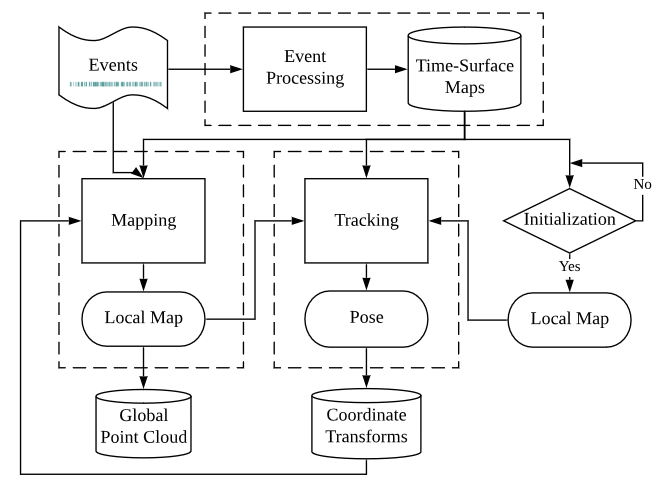 Events
Event
Processing
Time-Surface
Maps
Mapping
Tracking
Initialization
No
Yes
Local Map
Pose
Local Map
Global
Point Cloud
Coordinate
Transforms